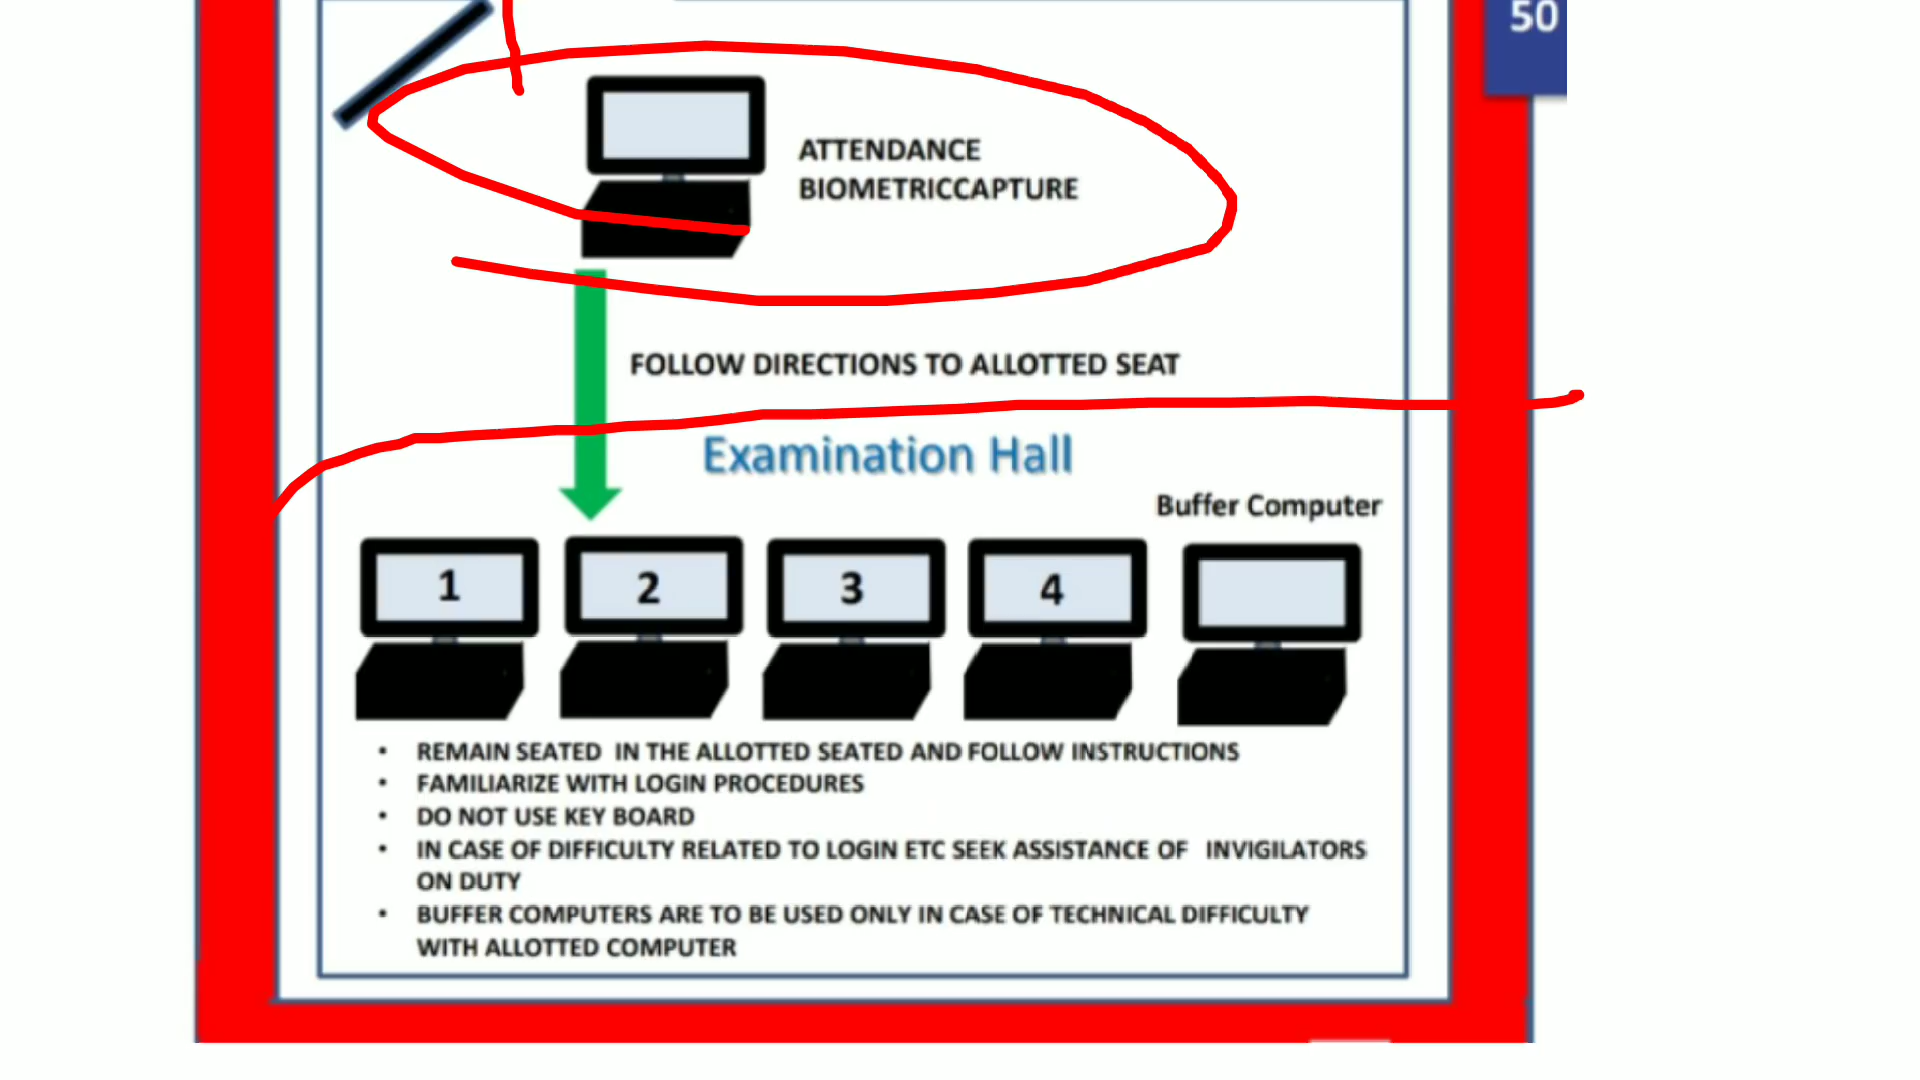 50
ATTENDANCE
BIOMETRICCAPTURE
FOLLOW DIRECTIONS TO ALLOTTED SEAT
Examination Hall
Buffer Computer
1 2 3 4
• REMAIN SEATED IN THE ALLOTTED SEATED AND FOLLOW INSTRUCTIONS
• FAMILIARIZE WITH LOGIN PROCEDURES
• DO NOT USE KEY BOARD
• IN CASE OF DIFFICULTY RELATED TO LOGIN ETC SEEK ASSISTANCE OF INVIGILATORS
ON DUTY
• BUFFER COMPUTERS ARE TO BE USED ONLY IN CASE OF TECHNICAL DIFFICULTY
WITH ALLOTTED COMPUTER